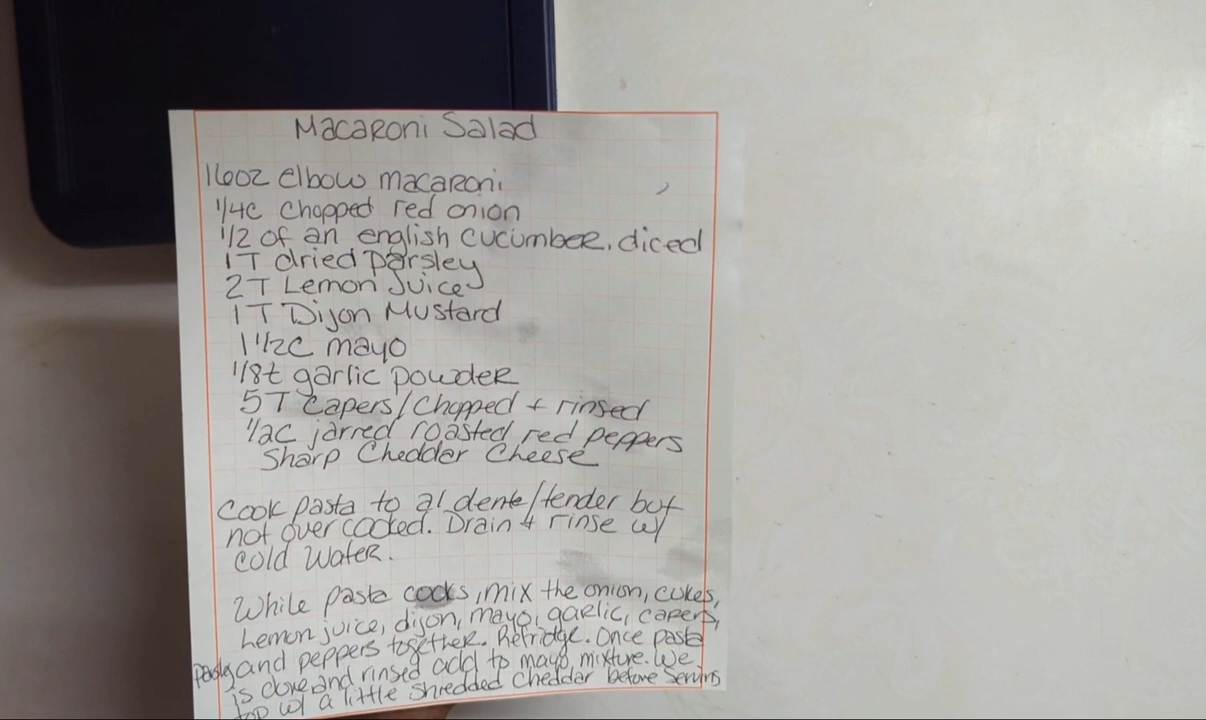 Macaroni Salad
16oz elbow macaroni
1/4c chopped red onion
1/2 of an english cucumber, diced
1T dried parsley
2T Lemon Juice
1T Dijon Mustard
1 1/2c mayo
1/8t garlic powder
5T Capers/Chopped + rinsed
1/2c jarred roasted red peppers
Sharp Cheddar Cheese
Cook pasta to al dente/tender but
not over cooked. Drain + rinse w/
cold water.
While pasta cooks, mix the onion, cukes,
Lemon juice, dijon, mayo, garlic, capers,
and peppers together. Refridge. Once pasta
is done and rinsed add to mayo mixture. We
top w/ a little shredded cheddar before serving